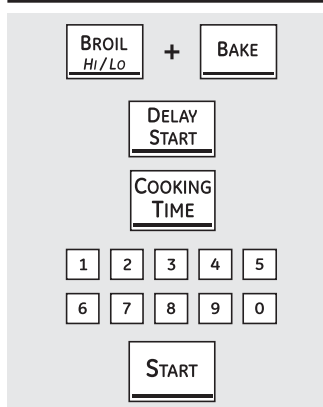 BROIL + BAKE
HI/LO
DELAY
START
COOKING
TIME
1 2 3 4 5
6 7 8 9 0
START